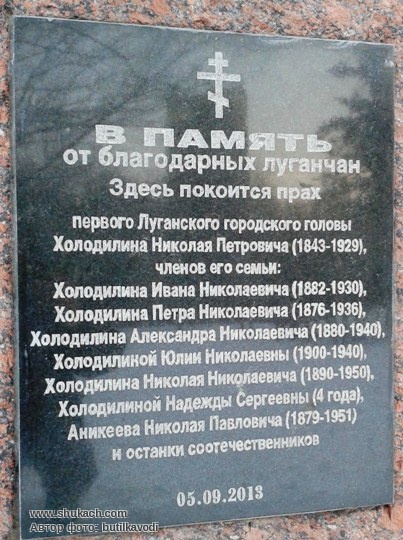 В ПАМЯТЬ
от благодарных луганчан
Здесь покоится прах
первого Луганского городского головы
Холодилина Николая Петровича (1843-1929),
членов его семьи:
Холодилина Ивана Николаевича (1882-1930),
Холодилина Петра Николаевича (1876-1936),
Холодилина Александра Николаевича (1880-1940),
Холодилиной Юлии Николаевны (1900-1940),
Холодилина Николая Николаевича (1890-1950),
Холодилиной Надежды Сергеевны (4 года),
Аникеева Николая Павловича (1879-1951)
и останки соотечественников
05.09.2013
www.shukach.com
Автор фото: butilkavodi